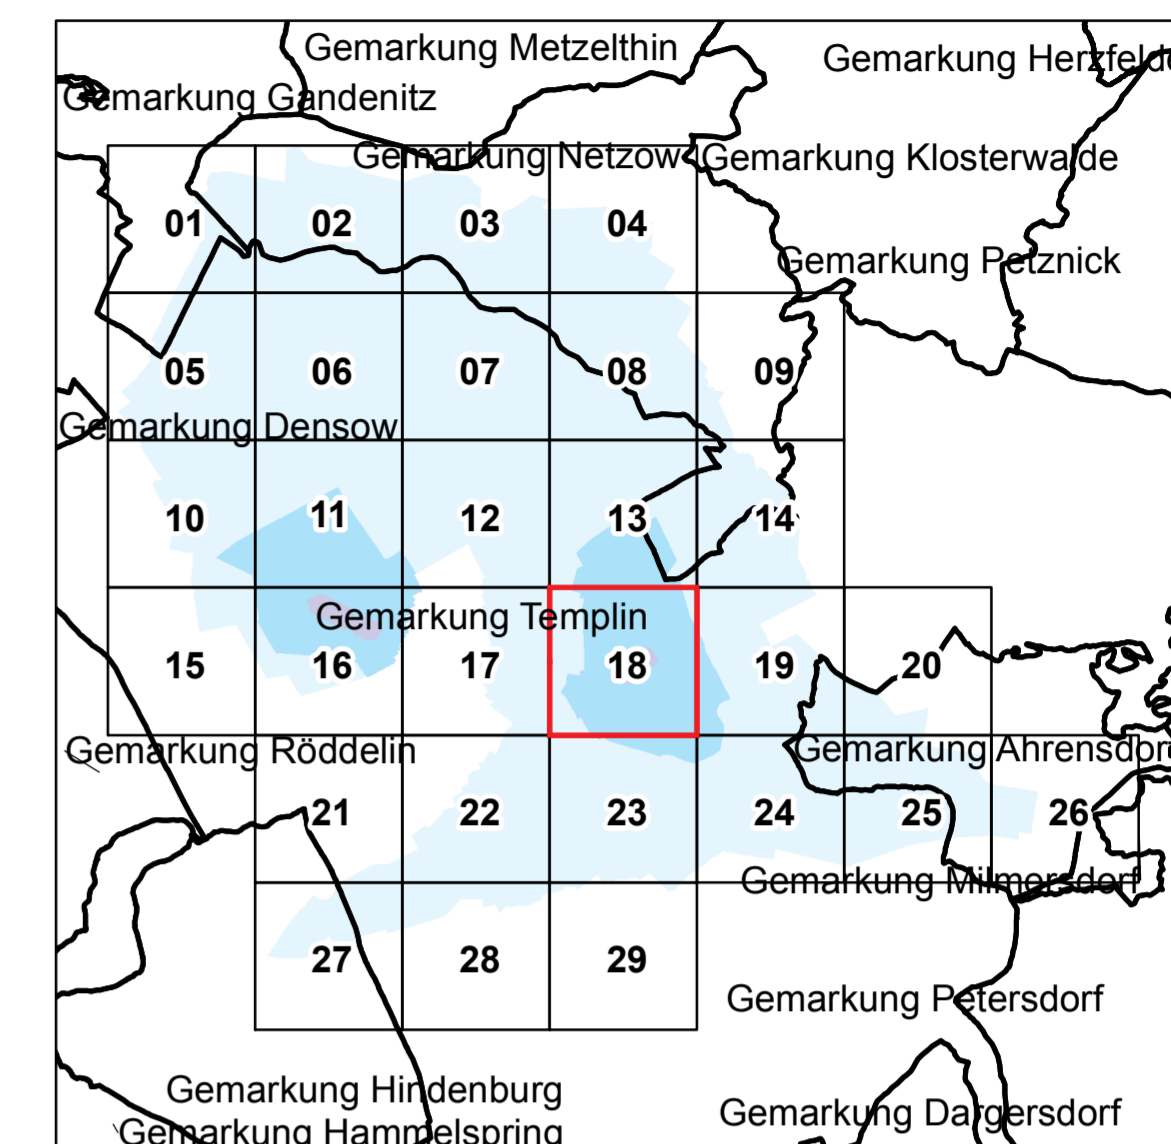 Gemarkung Metzelthin
Gemarkung Herzfelde
Gemarkung Gandenitz
Gemarkung Netzow
Gemarkung Klosterwalde
01
02
03
04
Gemarkung Petznick
05
06
07
08
09
Gemarkung Densow
10
11
12
13
14
Gemarkung Templin
15
16
17
18
19
20
Gemarkung Röddelin
Gemarkung Ahrensdorf
21
22
23
24
25
26
Gemarkung Milmersdorf
27
28
29
Gemarkung Petersdorf
Gemarkung Hindenburg
Gemarkung Dargersdorf
Gemarkung Hammelspring